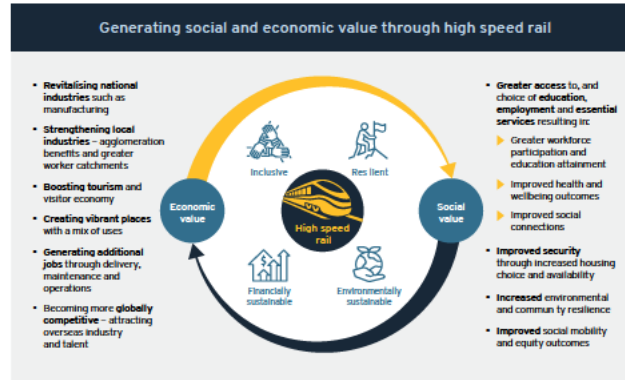 Generating social and economic value through high speed rail
• Revitalising national
industries such as
manufacturing
• Strengthening local
industries – agglomeration
benefits and greater
worker catchments
• Boosting tourism and
visitor economy
• Creating vibrant places
with a mix of uses
• Generating additional
jobs through delivery,
maintenance and
operations
• Becoming more globally
competitive – attracting
overseas industry
and talent
Economic
value
Inclusive
Resilient
High speed
rail
Financially
sustainable
Environmentally
sustainable
Social
value
• Greater access to, and
choice of education,
employment and essential
services resulting in:
Greater workforce
participation and
education attainment
Improved health and
wellbeing outcomes
Improved social
connections
• Improved security
through increased housing
choice and availability
• Increased environmental
and community resilience
• Improved social mobility
and equity outcomes